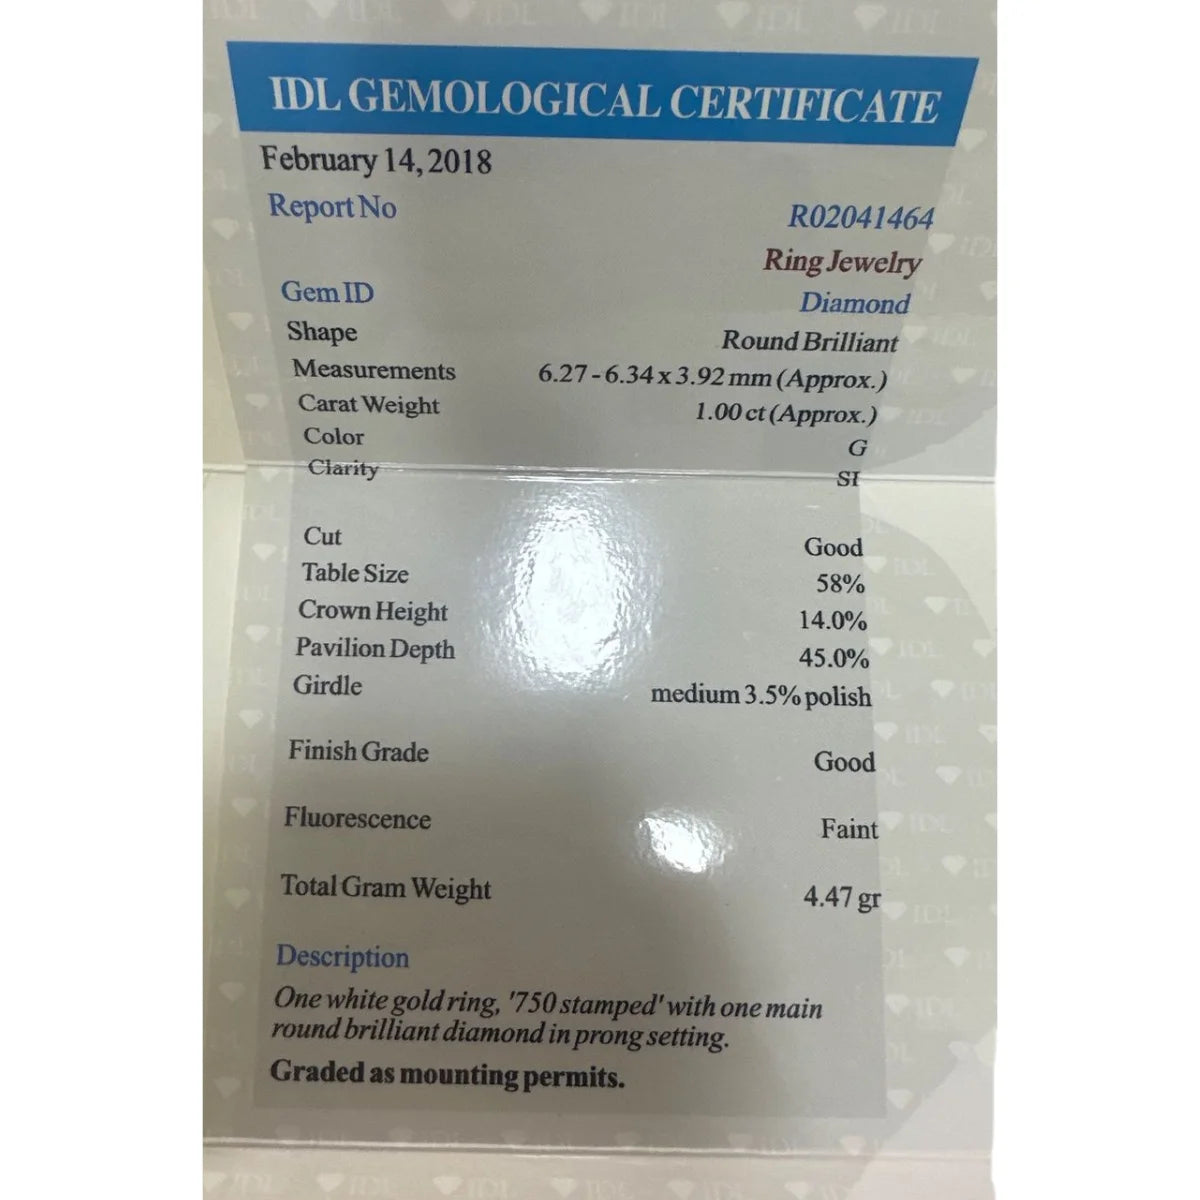 IDL GEMOLOGICAL CERTIFICATE
February 14, 2018
Report No R02041464
Ring Jewelry
Gem ID Diamond
Shape Round Brilliant
Measurements 6.27 - 6.34 x 3.92 mm (Approx.)
Carat Weight 1.00 ct (Approx.)
Color G
Clarity SI
Cut Good
Table Size 58%
Crown Height 14.0%
Pavilion Depth 45.0%
Girdle medium 3.5% polish
Finish Grade Good
Fluorescence Faint
Total Gram Weight 4.47 gr
Description
One white gold ring, '750 stamped' with one main
round brilliant diamond in prong setting.
Graded as mounting permits.